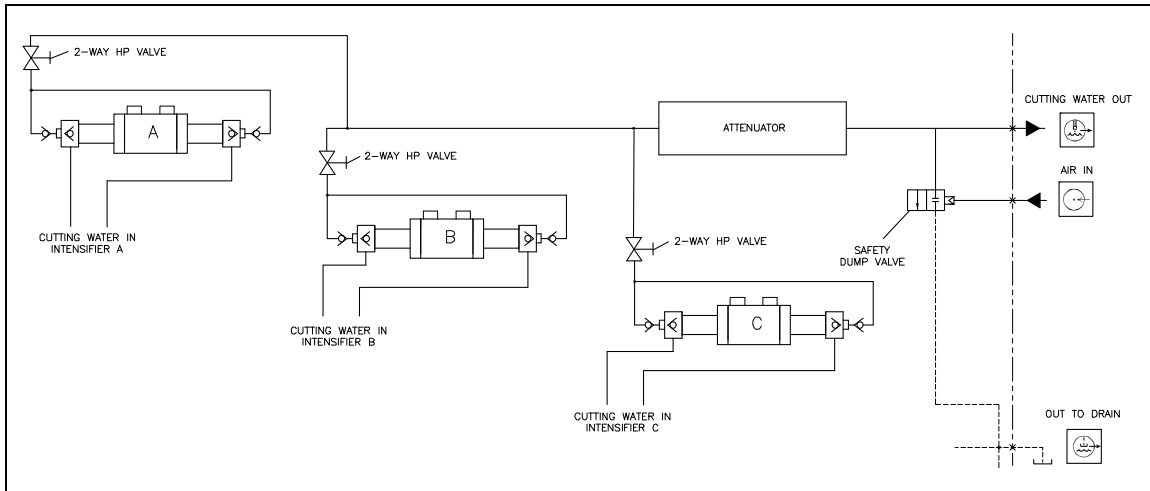 2-WAY HP VALVE
A
CUTTING WATER IN
INTENSIFIER A
2-WAY HP VALVE
B
CUTTING WATER IN
INTENSIFIER B
2-WAY HP VALVE
C
CUTTING WATER IN
INTENSIFIER C
ATTENUATOR
CUTTING WATER OUT
AIR IN
SAFETY
DUMP VALVE
OUT TO DRAIN